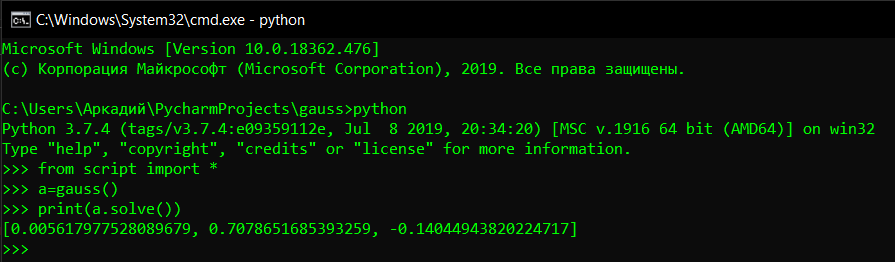 C:\Windows\System32\cmd.exe - python
Microsoft Windows [Version 10.0.18362.476]
(c) Корпорация Майкрософт (Microsoft Corporation), 2019. Все права защищены.
C:\Users\Аркадий\PycharmProjects\gauss>python
Python 3.7.4 (tags/v3.7.4:e09359112e, Jul  8 2019, 20:34:20) [MSC v.1916 64 bit (AMD64)] on win32
Type "help", "copyright", "credits" or "license" for more information.
>>> from script import *
>>> a=gauss()
>>> print(a.solve())
[0.005617977528089679, 0.7078651685393259, -0.14044943820224717]
>>>